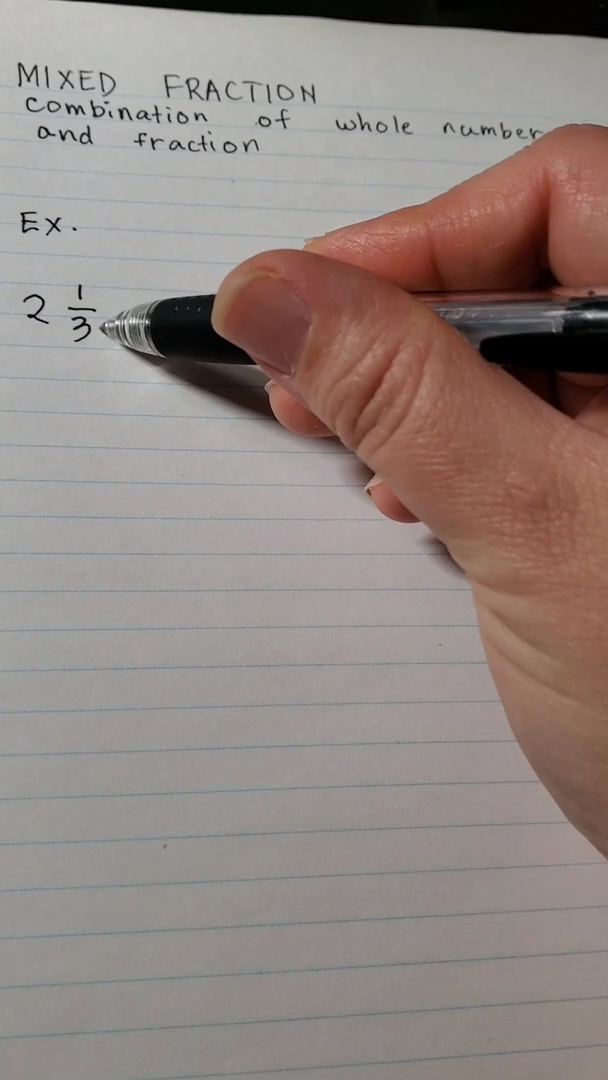 MIXED FRACTION
combination of whole number
and fraction
Ex.
2 1/3